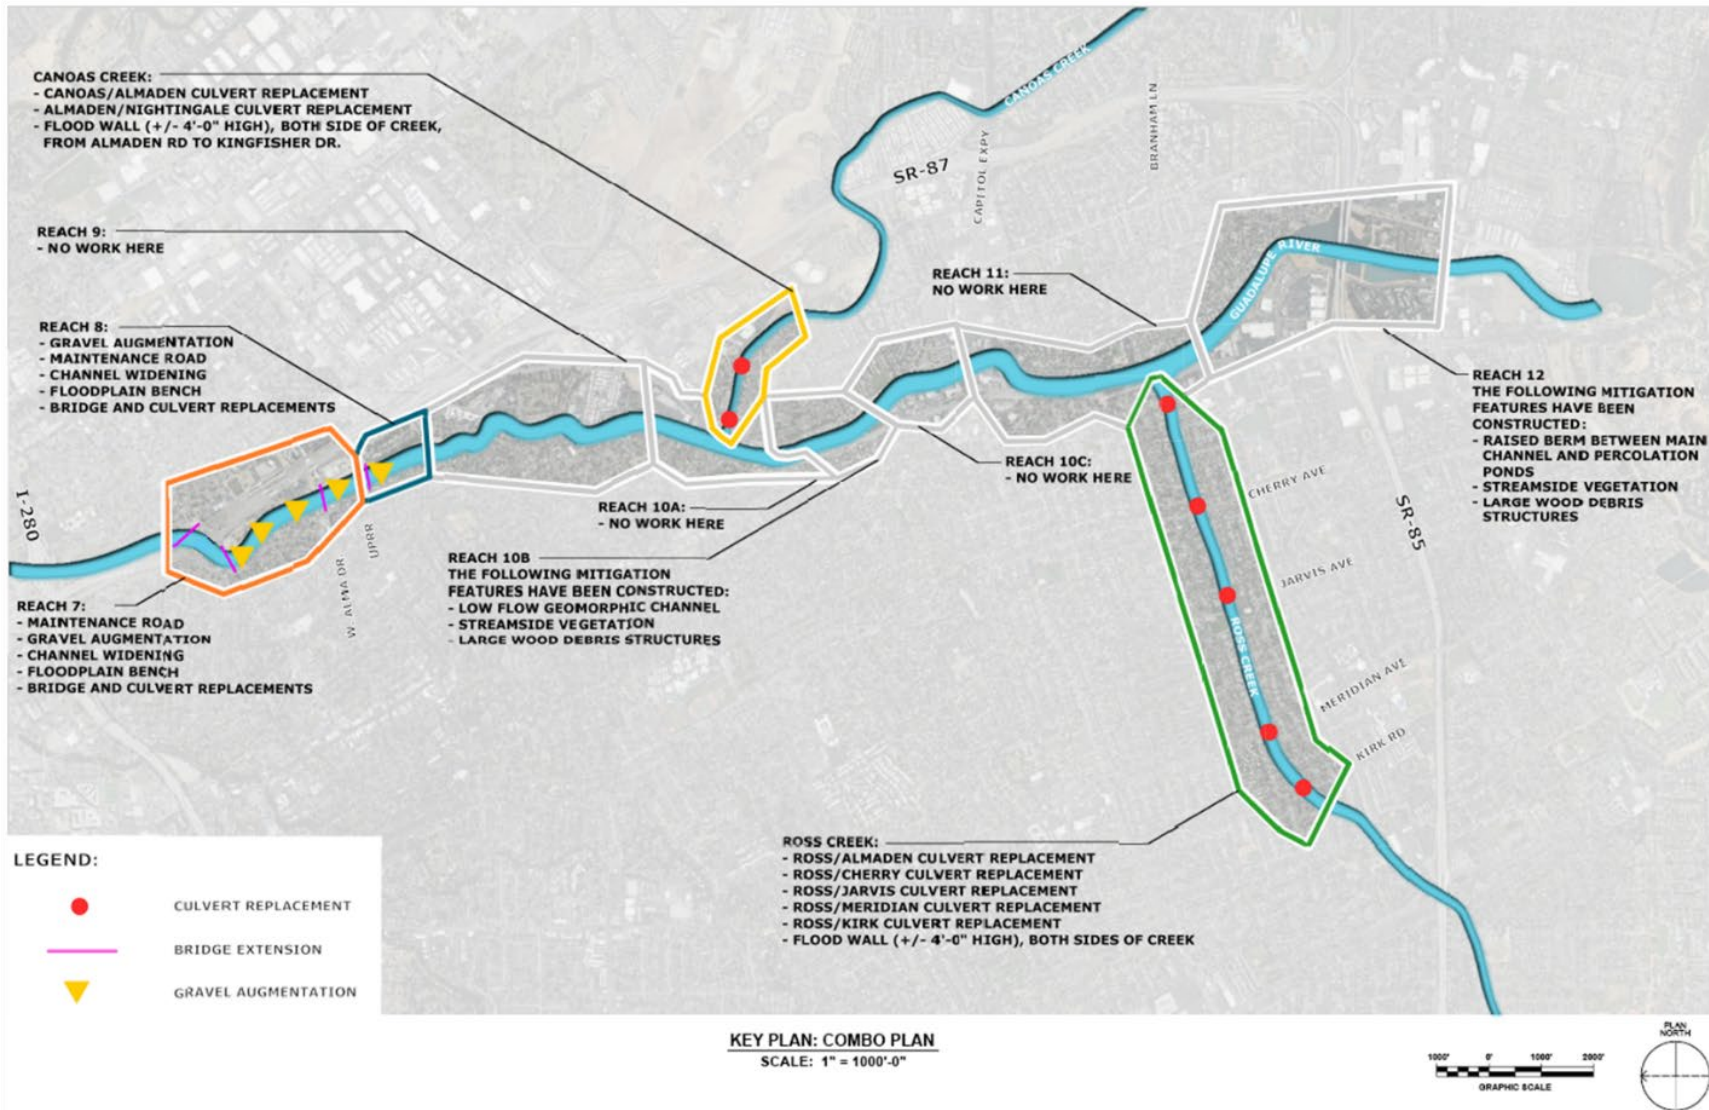 CANOAS CREEK:
- CANOAS/ALMADEN CULVERT REPLACEMENT
- ALMADEN/NIGHTINGALE CULVERT REPLACEMENT
- FLOOD WALL (+/- 4'-0" HIGH), BOTH SIDE OF CREEK,
FROM ALMADEN RD TO KINGFISHER DR.
CANOAS CREEK
SR-87
CAPITOL EXPY
BRANHAM LN
REACH 9:
- NO WORK HERE
REACH 11:
NO WORK HERE
GUADALUPE RIVER
REACH 8:
- GRAVEL AUGMENTATION
- MAINTENANCE ROAD
- CHANNEL WIDENING
- FLOODPLAIN BENCH
- BRIDGE AND CULVERT REPLACEMENTS
REACH 12
THE FOLLOWING MITIGATION
FEATURES HAVE BEEN
CONSTRUCTED:
- RAISED BERM BETWEEN MAIN
CHANNEL AND PERCOLATION
PONDS
- STREAMSIDE VEGETATION
- LARGE WOOD DEBRIS
STRUCTURES
REACH 10C:
- NO WORK HERE
REACH 10A:
- NO WORK HERE
CHERRY AVE
SR-85
I-280
UPRR
W ALMA DR
JARVIS AVE
REACH 10B
THE FOLLOWING MITIGATION
FEATURES HAVE BEEN CONSTRUCTED:
- LOW FLOW GEOMORPHIC CHANNEL
- STREAMSIDE VEGETATION
- LARGE WOOD DEBRIS STRUCTURES
REACH 7:
- MAINTENANCE ROAD
- GRAVEL AUGMENTATION
- CHANNEL WIDENING
- FLOODPLAIN BENCH
- BRIDGE AND CULVERT REPLACEMENTS
ROSS CREEK
MERIDIAN AVE
KIRK RD
ROSS CREEK:
- ROSS/ALMADEN CULVERT REPLACEMENT
- ROSS/CHERRY CULVERT REPLACEMENT
- ROSS/JARVIS CULVERT REPLACEMENT
- ROSS/MERIDIAN CULVERT REPLACEMENT
- ROSS/KIRK CULVERT REPLACEMENT
- FLOOD WALL (+/- 4'-0" HIGH), BOTH SIDES OF CREEK
LEGEND:
CULVERT REPLACEMENT
BRIDGE EXTENSION
GRAVEL AUGMENTATION
KEY PLAN: COMBO PLAN
SCALE: 1" = 1000'-0"
1000' 0' 1000' 2000'
GRAPHIC SCALE
PLAN
NORTH